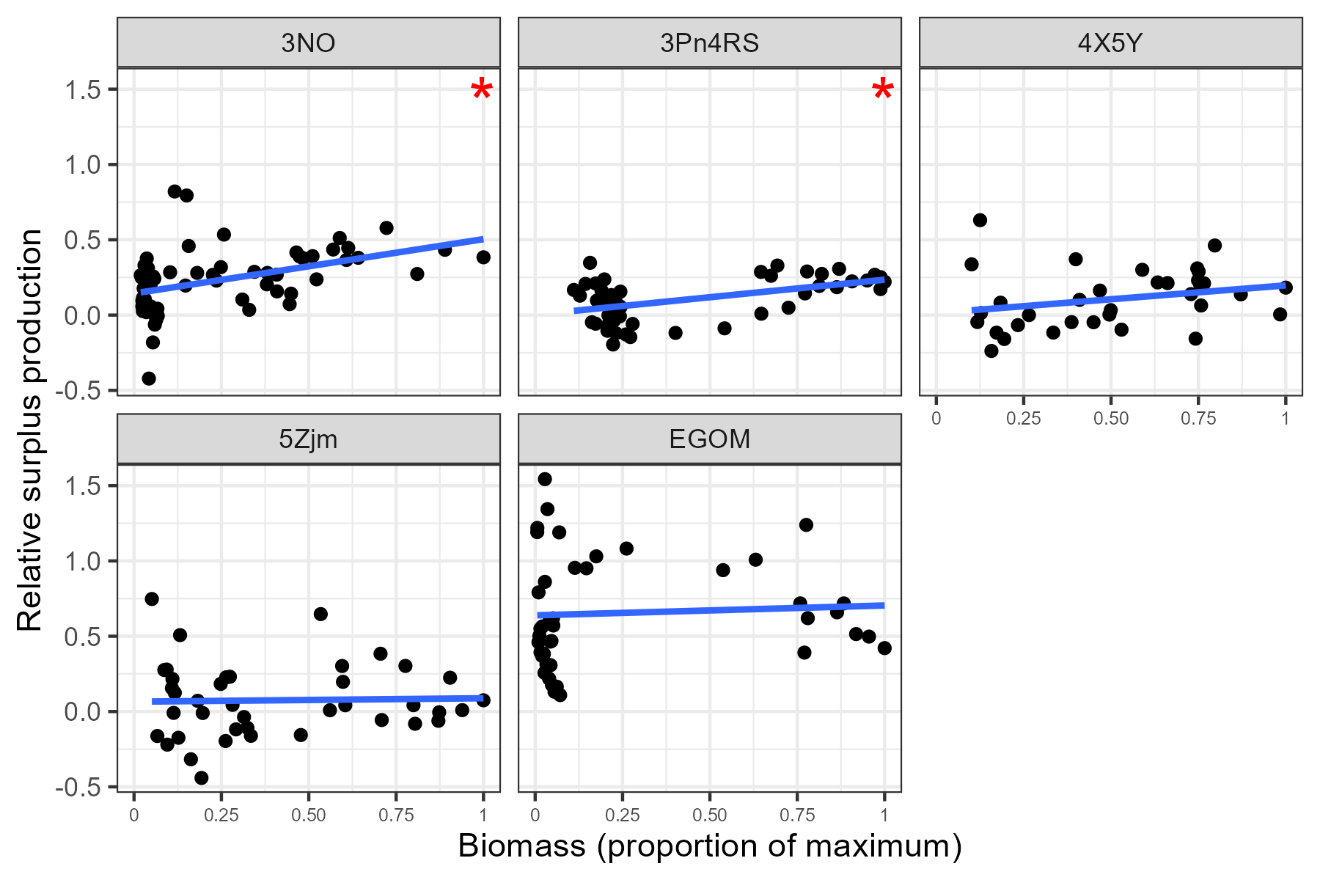 3NO 3Pn4RS 4X5Y
* *
1.5
1.0
0.5
0.0
-0.5
0 0.25 0.50 0.75 1
5Zjm EGOM
1.5
1.0
0.5
0.0
-0.5
0 0.25 0.50 0.75 1 0 0.25 0.50 0.75 1
Biomass (proportion of maximum)
Relative surplus production